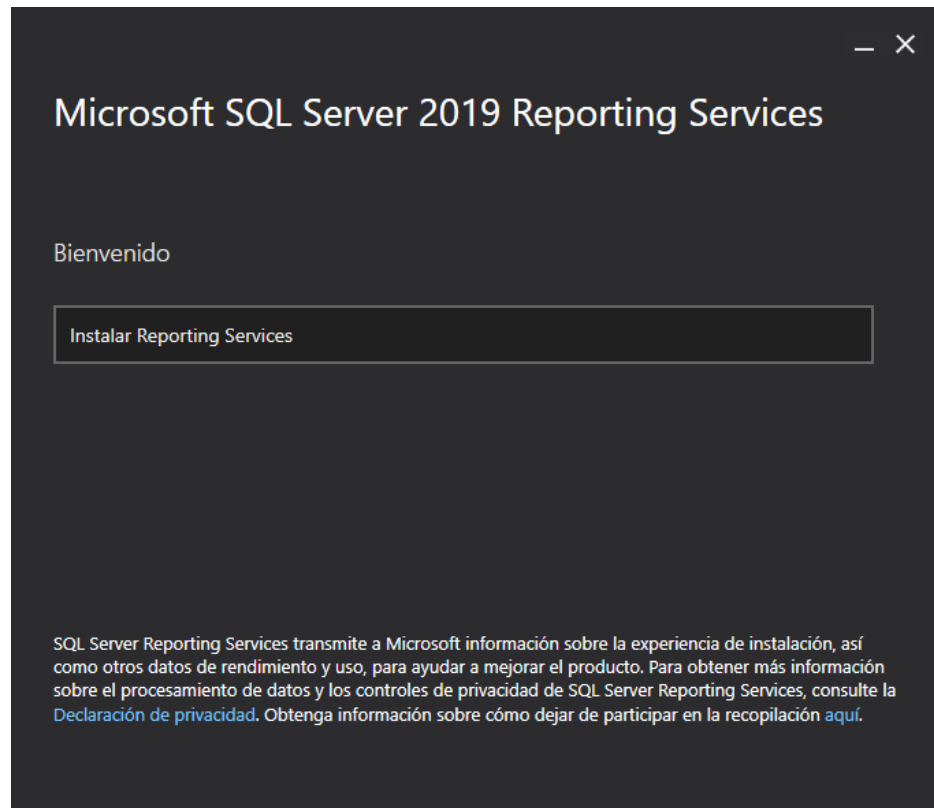 Microsoft SQL Server 2019 Reporting Services
Bienvenido
Instalar Reporting Services
SQL Server Reporting Services transmite a Microsoft información sobre la experiencia de instalación, así
como otros datos de rendimiento y uso, para ayudar a mejorar el producto. Para obtener más información
sobre el procesamiento de datos y los controles de privacidad de SQL Server Reporting Services, consulte la
Declaración de privacidad. Obtenga información sobre cómo dejar de participar en la recopilación aquí.